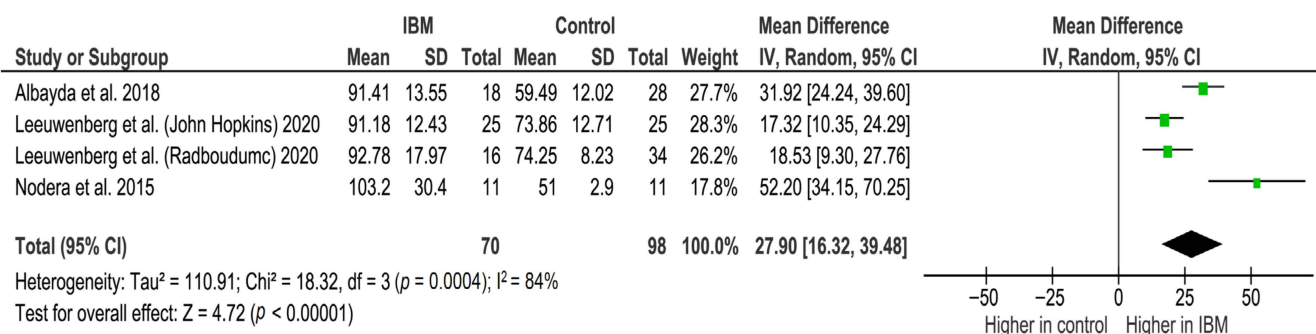 IBM Control Mean Difference Mean Difference
Study or Subgroup Mean SD Total Mean SD Total Weight IV, Random, 95% CI IV, Random, 95% CI
Albayda et al. 2018 91.41 13.55 18 59.49 12.02 28 27.7% 31.92 [24.24, 39.60]
Leeuwenberg et al. (John Hopkins) 2020 91.18 12.43 25 73.86 12.71 25 28.3% 17.32 [10.35, 24.29]
Leeuwenberg et al. (Radboudumc) 2020 92.78 17.97 16 74.25 8.23 34 26.2% 18.53 [9.30, 27.76]
Nodera et al. 2015 103.2 30.4 11 51 2.9 11 17.8% 52.20 [34.15, 70.25]
Total (95% CI) 70 98 100.0% 27.90 [16.32, 39.48]
Heterogeneity: Tau² = 110.91; Chi² = 18.32, df = 3 (p = 0.0004); I² = 84%
Test for overall effect: Z = 4.72 (p < 0.00001)
−50 −25 0 25 50
Higher in control Higher in IBM